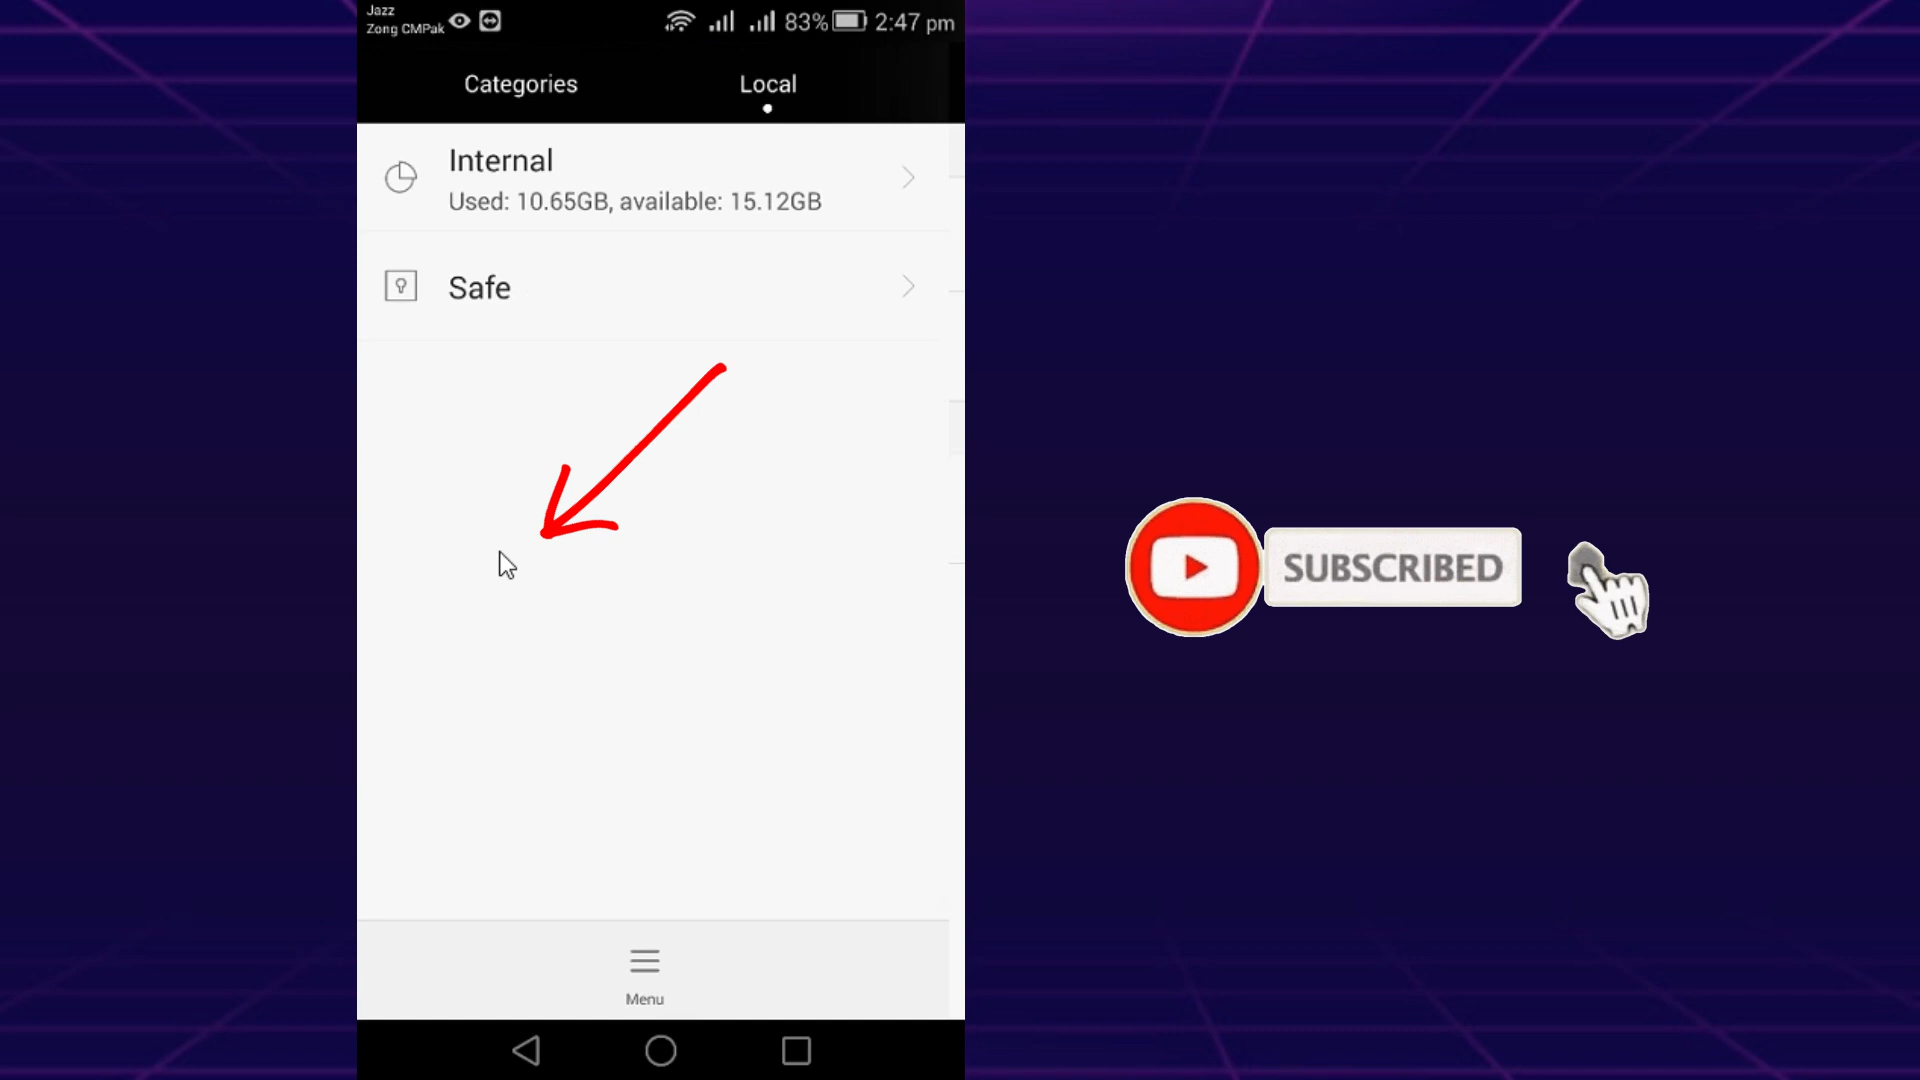 Jazz
Zong CMPak
83%
2:47 pm
Categories
Local
Internal
Used: 10.65GB, available: 15.12GB
Safe
SUBSCRIBED
Menu